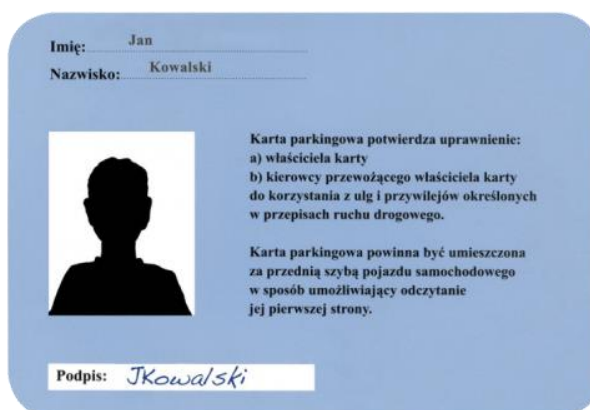 Imię: Jan
Nazwisko: Kowalski
Karta parkingowa potwierdza uprawnienie:
a) właściciela karty
b) kierowcy przewożącego właściciela karty
do korzystania z ulg i przywilejów określonych
w przepisach ruchu drogowego.
Karta parkingowa powinna być umieszczona
za przednią szybą pojazdu samochodowego
w sposób umożliwiający odczytanie
jej pierwszej strony.
Podpis: JKowalski